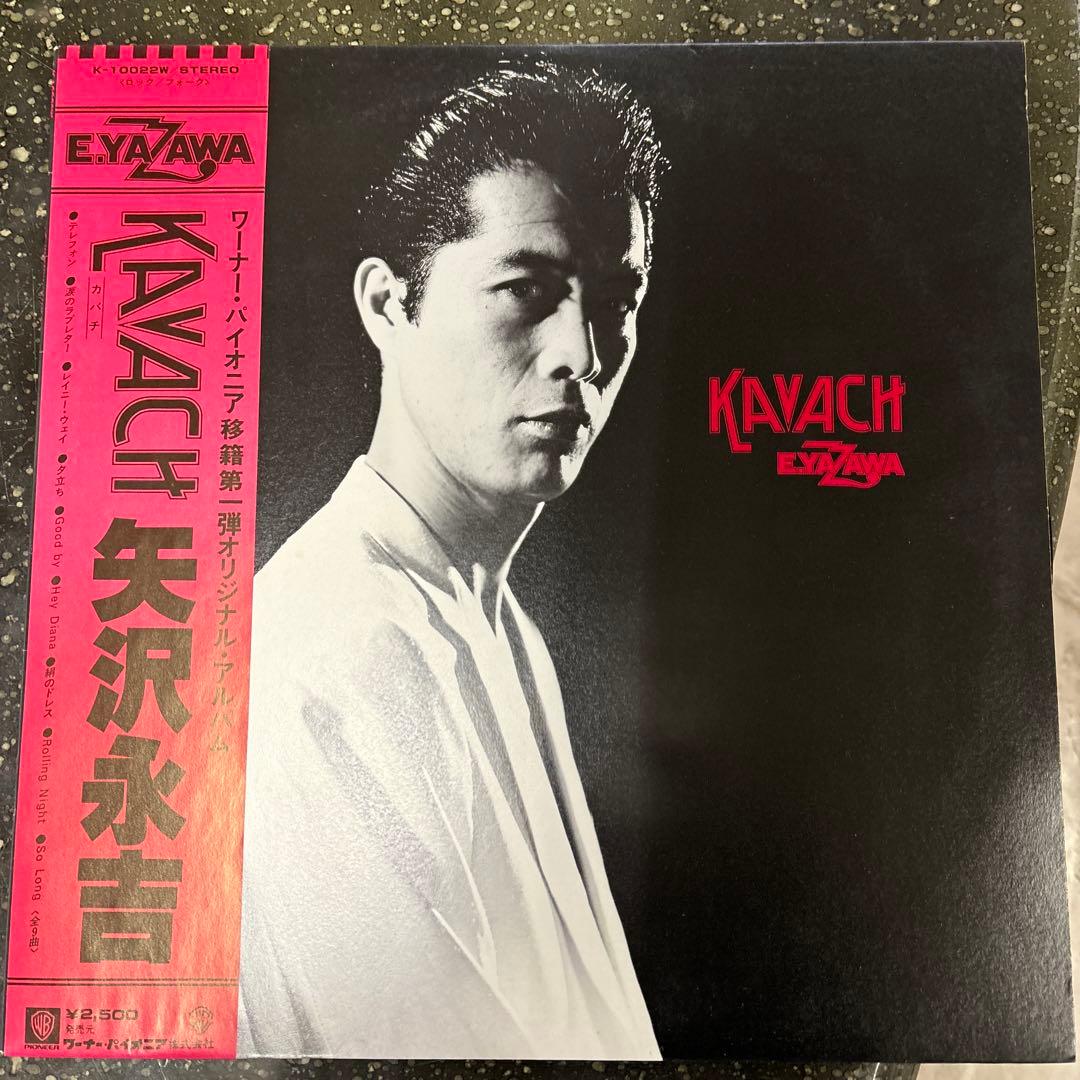 K-10022W/STEREO
〈ロック/フォーク〉
E.YAZAWA
ワーナー・パイオニア移籍第一弾オリジナル・アルバム
KAVACH
カバチ
矢沢永吉
●テレフォン ●涙のラブレター ●レイニー・ウェイ ●夕立ち ●Good by ●Hey Diana ●絹のドレス ●Rolling Night ●So Long 〈全9曲〉
WB
PIONEER
¥2,500
発売元
ワーナー・パイオニア株式会社
KAVACH
E.YAZAWA